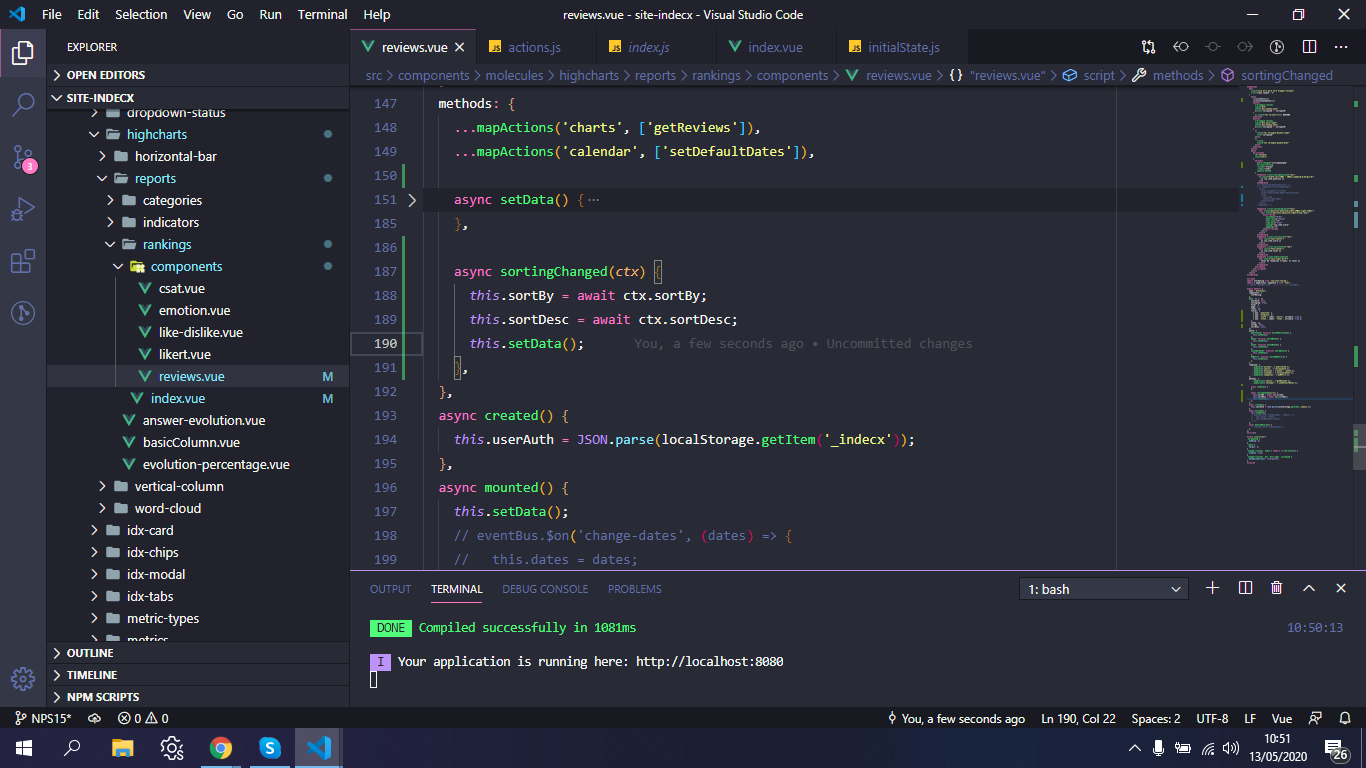 File Edit Selection View Go Run Terminal Help reviews.vue - site-indecx - Visual Studio Code
EXPLORER
reviews.vue actions.js index.js index.vue initialState.js
OPEN EDITORS
src > components > molecules > highcharts > reports > rankings > components > reviews.vue > {} "reviews.vue" > script > methods > sortingChanged
SITE-INDECX
dropdown-status
highcharts
horizontal-bar
reports
categories
indicators
rankings
components
csat.vue
emotion.vue
like-dislike.vue
likert.vue
reviews.vue M
index.vue M
answer-evolution.vue
basicColumn.vue
evolution-percentage.vue
vertical-column
word-cloud
idx-card
idx-chips
idx-modal
idx-tabs
metric-types
metrics
OUTLINE
TIMELINE
NPM SCRIPTS
3
147 methods: {
148 ...mapActions('charts', ['getReviews']),
149 ...mapActions('calendar', ['setDefaultDates']),
150
151 async setData() { ...
185 },
186
187 async sortingChanged(ctx) {
188 this.sortBy = await ctx.sortBy;
189 this.sortDesc = await ctx.sortDesc;
190 this.setData(); You, a few seconds ago • Uncommitted changes
191 },
192 },
193 async created() {
194 this.userAuth = JSON.parse(localStorage.getItem('_indecx'));
195 },
196 async mounted() {
197 this.setData();
198 // eventBus.$on('change-dates', (dates) => {
199 // this.dates = dates;
OUTPUT TERMINAL DEBUG CONSOLE PROBLEMS 1: bash
DONE Compiled successfully in 1081ms 10:50:13
I Your application is running here: http://localhost:8080
NPS15* 0 0 You, a few seconds ago Ln 190, Col 22 Spaces: 2 UTF-8 LF Vue
10:51
13/05/2020
26